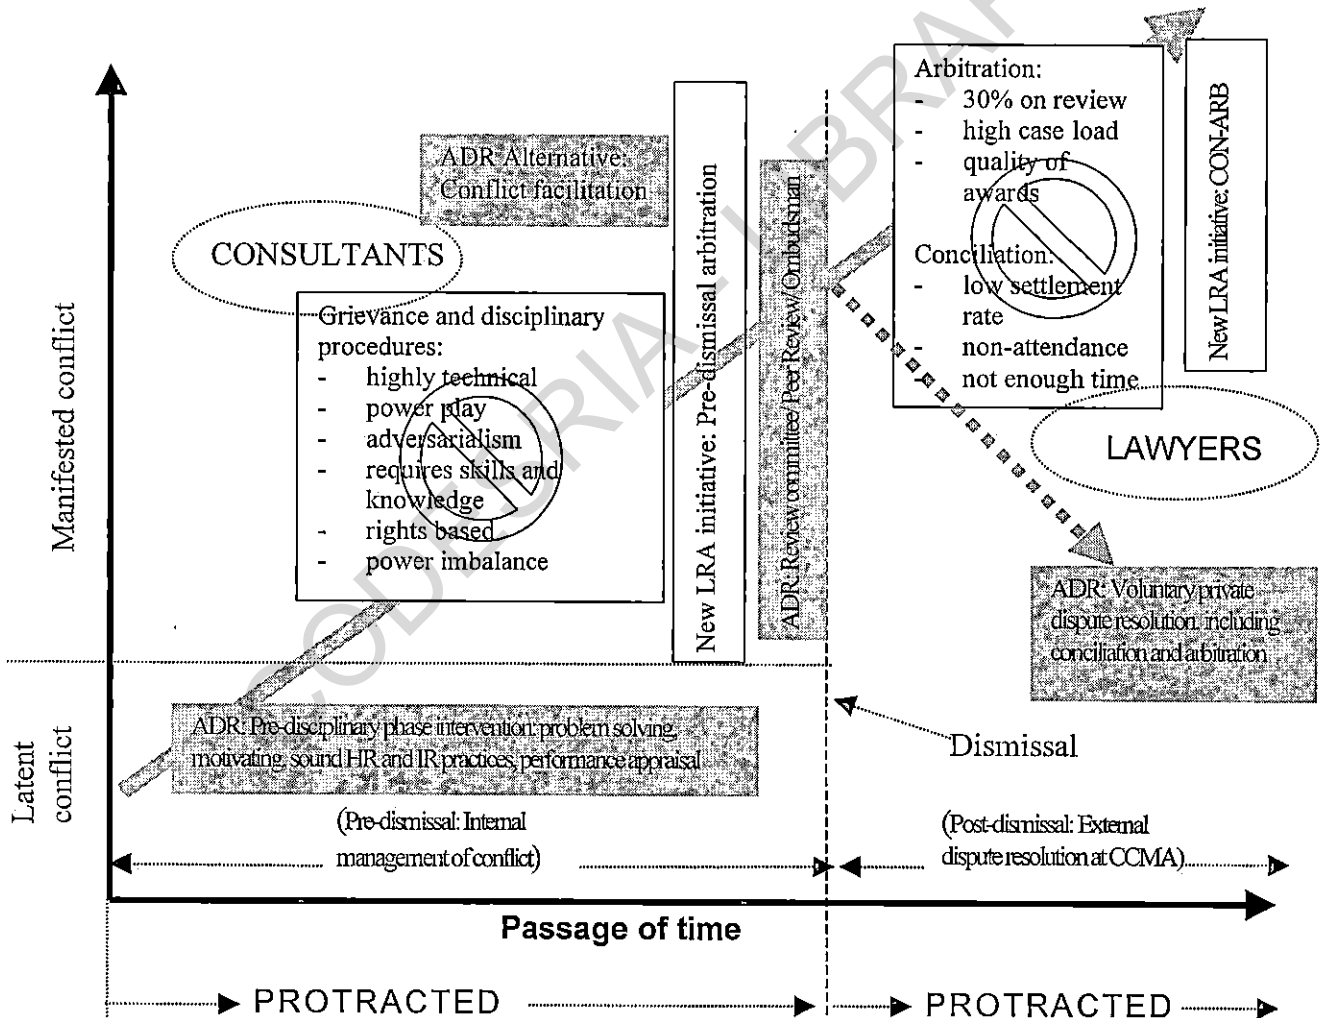 Arbitration:
- 30% on review
- high case load
- quality of
awards
Conciliation:
- low settlement
rate
- non-attendance
- not enough time
New LRA initiative: CON-ARB
ADR Alternative:
Conflict facilitation
CONSULTANTS
Grievance and disciplinary
procedures:
- highly technical
- power play
- adversarialism
- requires skills and
knowledge
- rights based
- power imbalance
New LRA initiative: Pre-dismissal arbitration
ADR: Review committee/ Peer Review/ Ombudsman
LAWYERS
ADR: Voluntary private
dispute resolution, including
conciliation and arbitration
Manifested conflict
Latent
conflict
ADR: Pre-disciplinary phase intervention: problem solving,
motivating, sound HR and IR practices, performance appraisal
Dismissal
(Pre-dismissal: Internal
management of conflict)
(Post-dismissal: External
dispute resolution at CCMA)
Passage of time
PROTRACTED
PROTRACTED
CODESRIA - LIBRAR